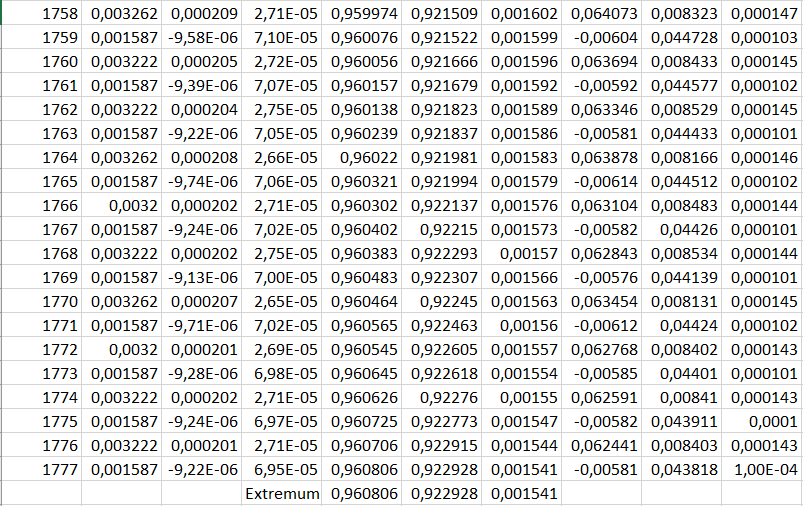 1758 0,003262 0,000209 2,71E-05 0,959974 0,921509 0,001602 0,064073 0,008323 0,000147
1759 0,001587 -9,58E-06 7,10E-05 0,960076 0,921522 0,001599 -0,00604 0,044728 0,000103
1760 0,003222 0,000205 2,72E-05 0,960056 0,921666 0,001596 0,063694 0,008433 0,000145
1761 0,001587 -9,39E-06 7,07E-05 0,960157 0,921679 0,001592 -0,00592 0,044577 0,000102
1762 0,003222 0,000204 2,75E-05 0,960138 0,921823 0,001589 0,063346 0,008529 0,000145
1763 0,001587 -9,22E-06 7,05E-05 0,960239 0,921837 0,001586 -0,00581 0,044433 0,000101
1764 0,003262 0,000208 2,66E-05 0,96022 0,921981 0,001583 0,063878 0,008166 0,000146
1765 0,001587 -9,74E-06 7,06E-05 0,960321 0,921994 0,001579 -0,00614 0,044512 0,000102
1766 0,0032 0,000202 2,71E-05 0,960302 0,922137 0,001576 0,063104 0,008483 0,000144
1767 0,001587 -9,24E-06 7,02E-05 0,960402 0,92215 0,001573 -0,00582 0,04426 0,000101
1768 0,003222 0,000202 2,75E-05 0,960383 0,922293 0,00157 0,062843 0,008534 0,000144
1769 0,001587 -9,13E-06 7,00E-05 0,960483 0,922307 0,001566 -0,00576 0,044139 0,000101
1770 0,003262 0,000207 2,65E-05 0,960464 0,92245 0,001563 0,063454 0,008131 0,000145
1771 0,001587 -9,71E-06 7,02E-05 0,960565 0,922463 0,00156 -0,00612 0,04424 0,000102
1772 0,0032 0,000201 2,69E-05 0,960545 0,922605 0,001557 0,062768 0,008402 0,000143
1773 0,001587 -9,28E-06 6,98E-05 0,960645 0,922618 0,001554 -0,00585 0,04401 0,000101
1774 0,003222 0,000202 2,71E-05 0,960626 0,92276 0,00155 0,062591 0,00841 0,000143
1775 0,001587 -9,24E-06 6,97E-05 0,960725 0,922773 0,001547 -0,00582 0,043911 0,0001
1776 0,003222 0,000201 2,71E-05 0,960706 0,922915 0,001544 0,062441 0,008403 0,000143
1777 0,001587 -9,22E-06 6,95E-05 0,960806 0,922928 0,001541 -0,00581 0,043818 1,00E-04
Extremum 0,960806 0,922928 0,001541